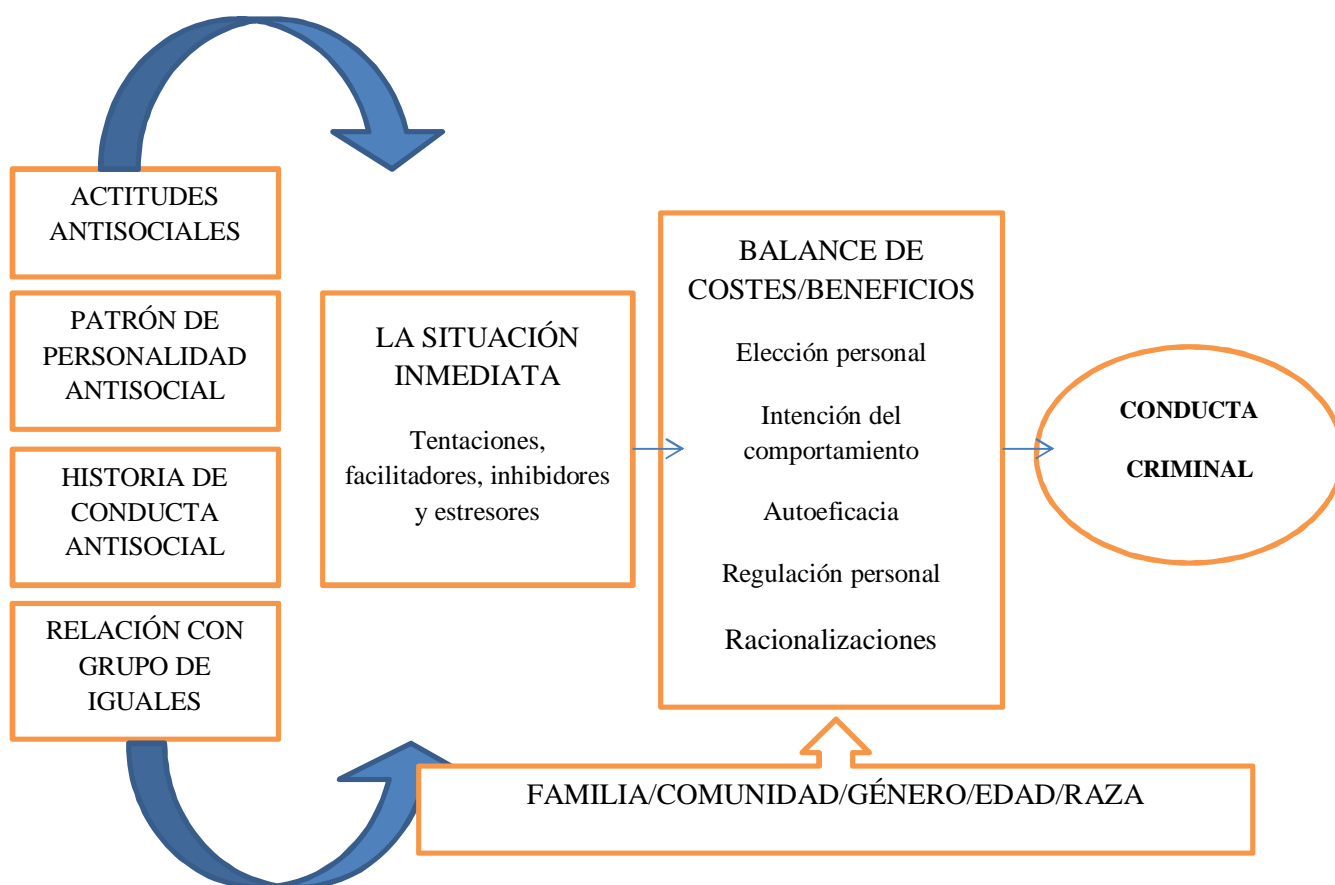 ACTITUDES
ANTISOCIALES
PATRÓN DE
PERSONALIDAD
ANTISOCIAL
HISTORIA DE
CONDUCTA
ANTISOCIAL
RELACIÓN CON
GRUPO DE
IGUALES
LA SITUACIÓN
INMEDIATA
Tentaciones,
facilitadores, inhibidores
y estresores
BALANCE DE
COSTES/BENEFICIOS
Elección personal
Intención del
comportamiento
Autoeficacia
Regulación personal
Racionalizaciones
CONDUCTA
CRIMINAL
FAMILIA/COMUNIDAD/GÉNERO/EDAD/RAZA